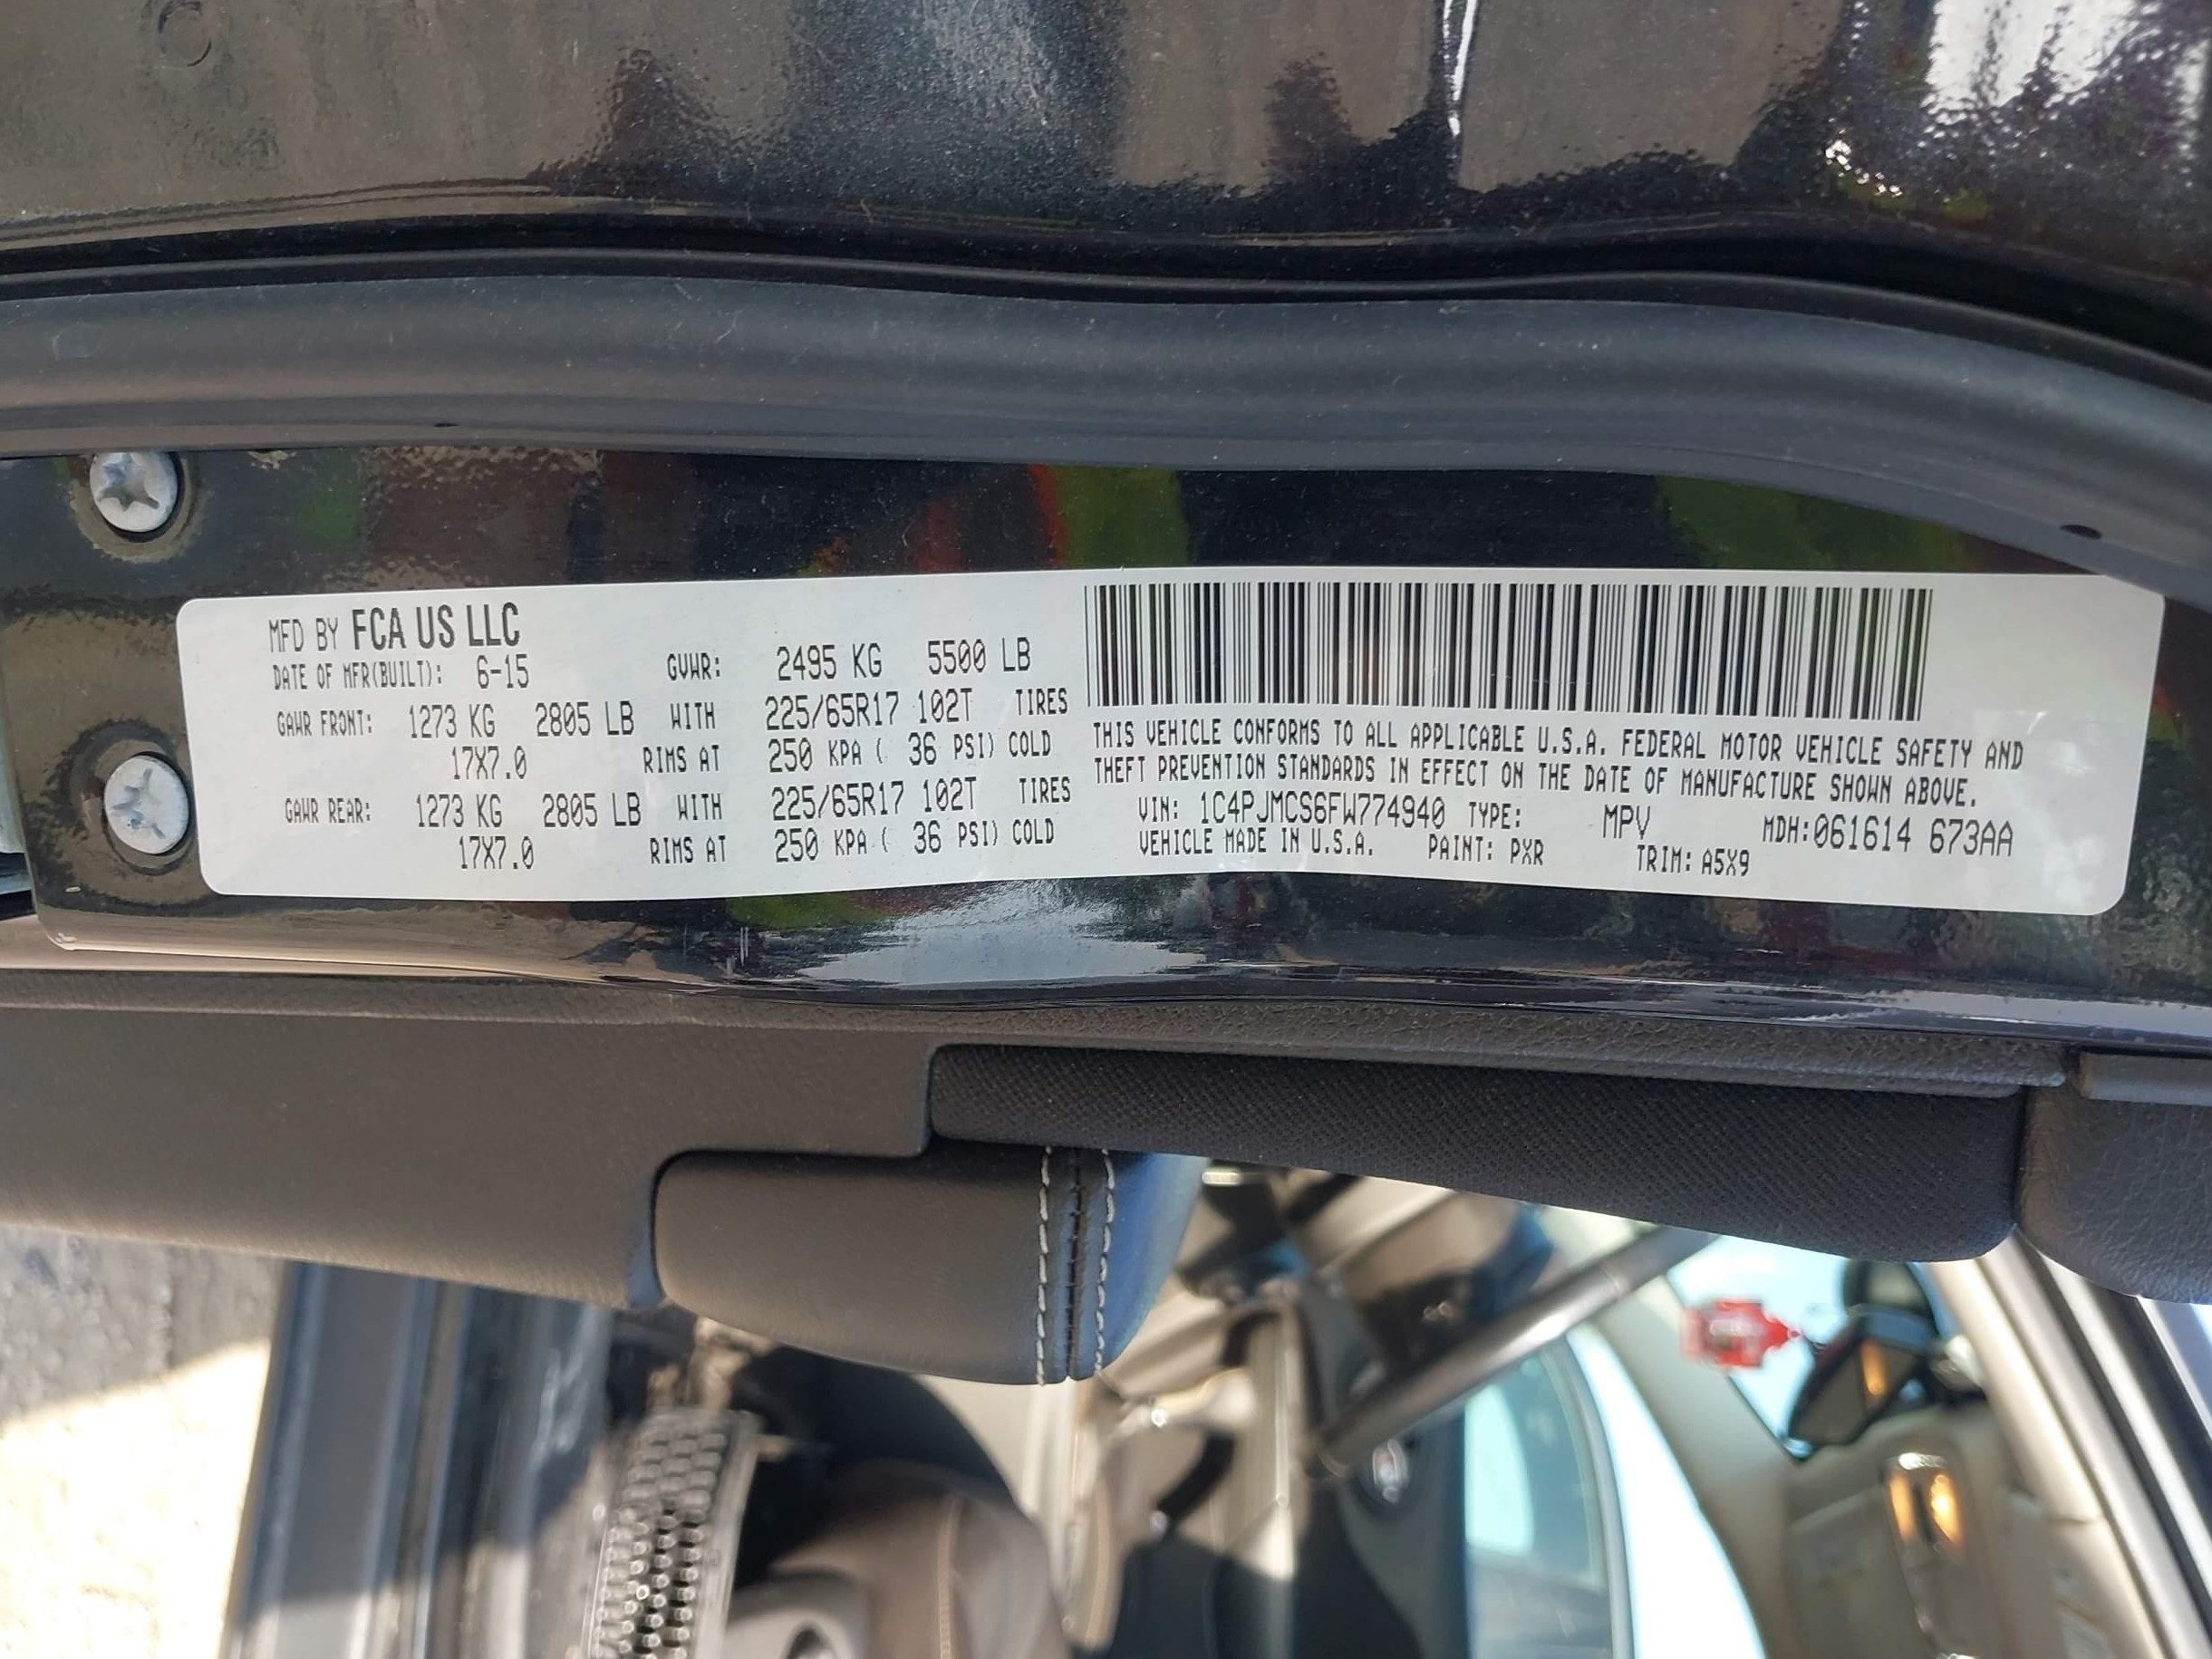 MFD BY FCA US LLC
DATE OF MFR(BUILT): 6-15 GVWR: 2495 KG 5500 LB
GAWR FRONT: 1273 KG 2805 LB WITH 225/65R17 102T TIRES
17X7.0 RIMS AT 250 KPA ( 36 PSI) COLD
GAWR REAR: 1273 KG 2805 LB WITH 225/65R17 102T TIRES
17X7.0 RIMS AT 250 KPA ( 36 PSI) COLD
THIS VEHICLE CONFORMS TO ALL APPLICABLE U.S.A. FEDERAL MOTOR VEHICLE SAFETY AND
THEFT PREVENTION STANDARDS IN EFFECT ON THE DATE OF MANUFACTURE SHOWN ABOVE.
VIN: 1C4PJMCS6FW774940 TYPE: MPV MDH:061614 673AA
VEHICLE MADE IN U.S.A. PAINT: PXR TRIM: A5X9